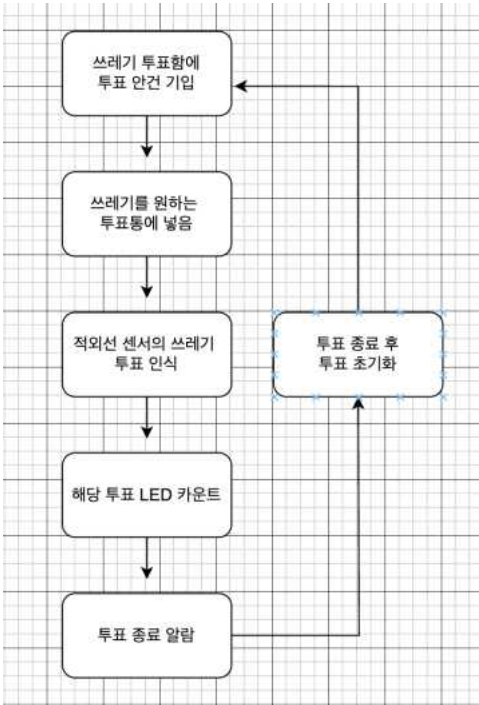 쓰레기 투표함에
투표 안건 기입
쓰레기를 원하는
투표통에 넣음
적외선 센서의 쓰레기
투표 인식
투표 종료 후
투표 초기화
해당 투표 LED 카운트
투표 종료 알람